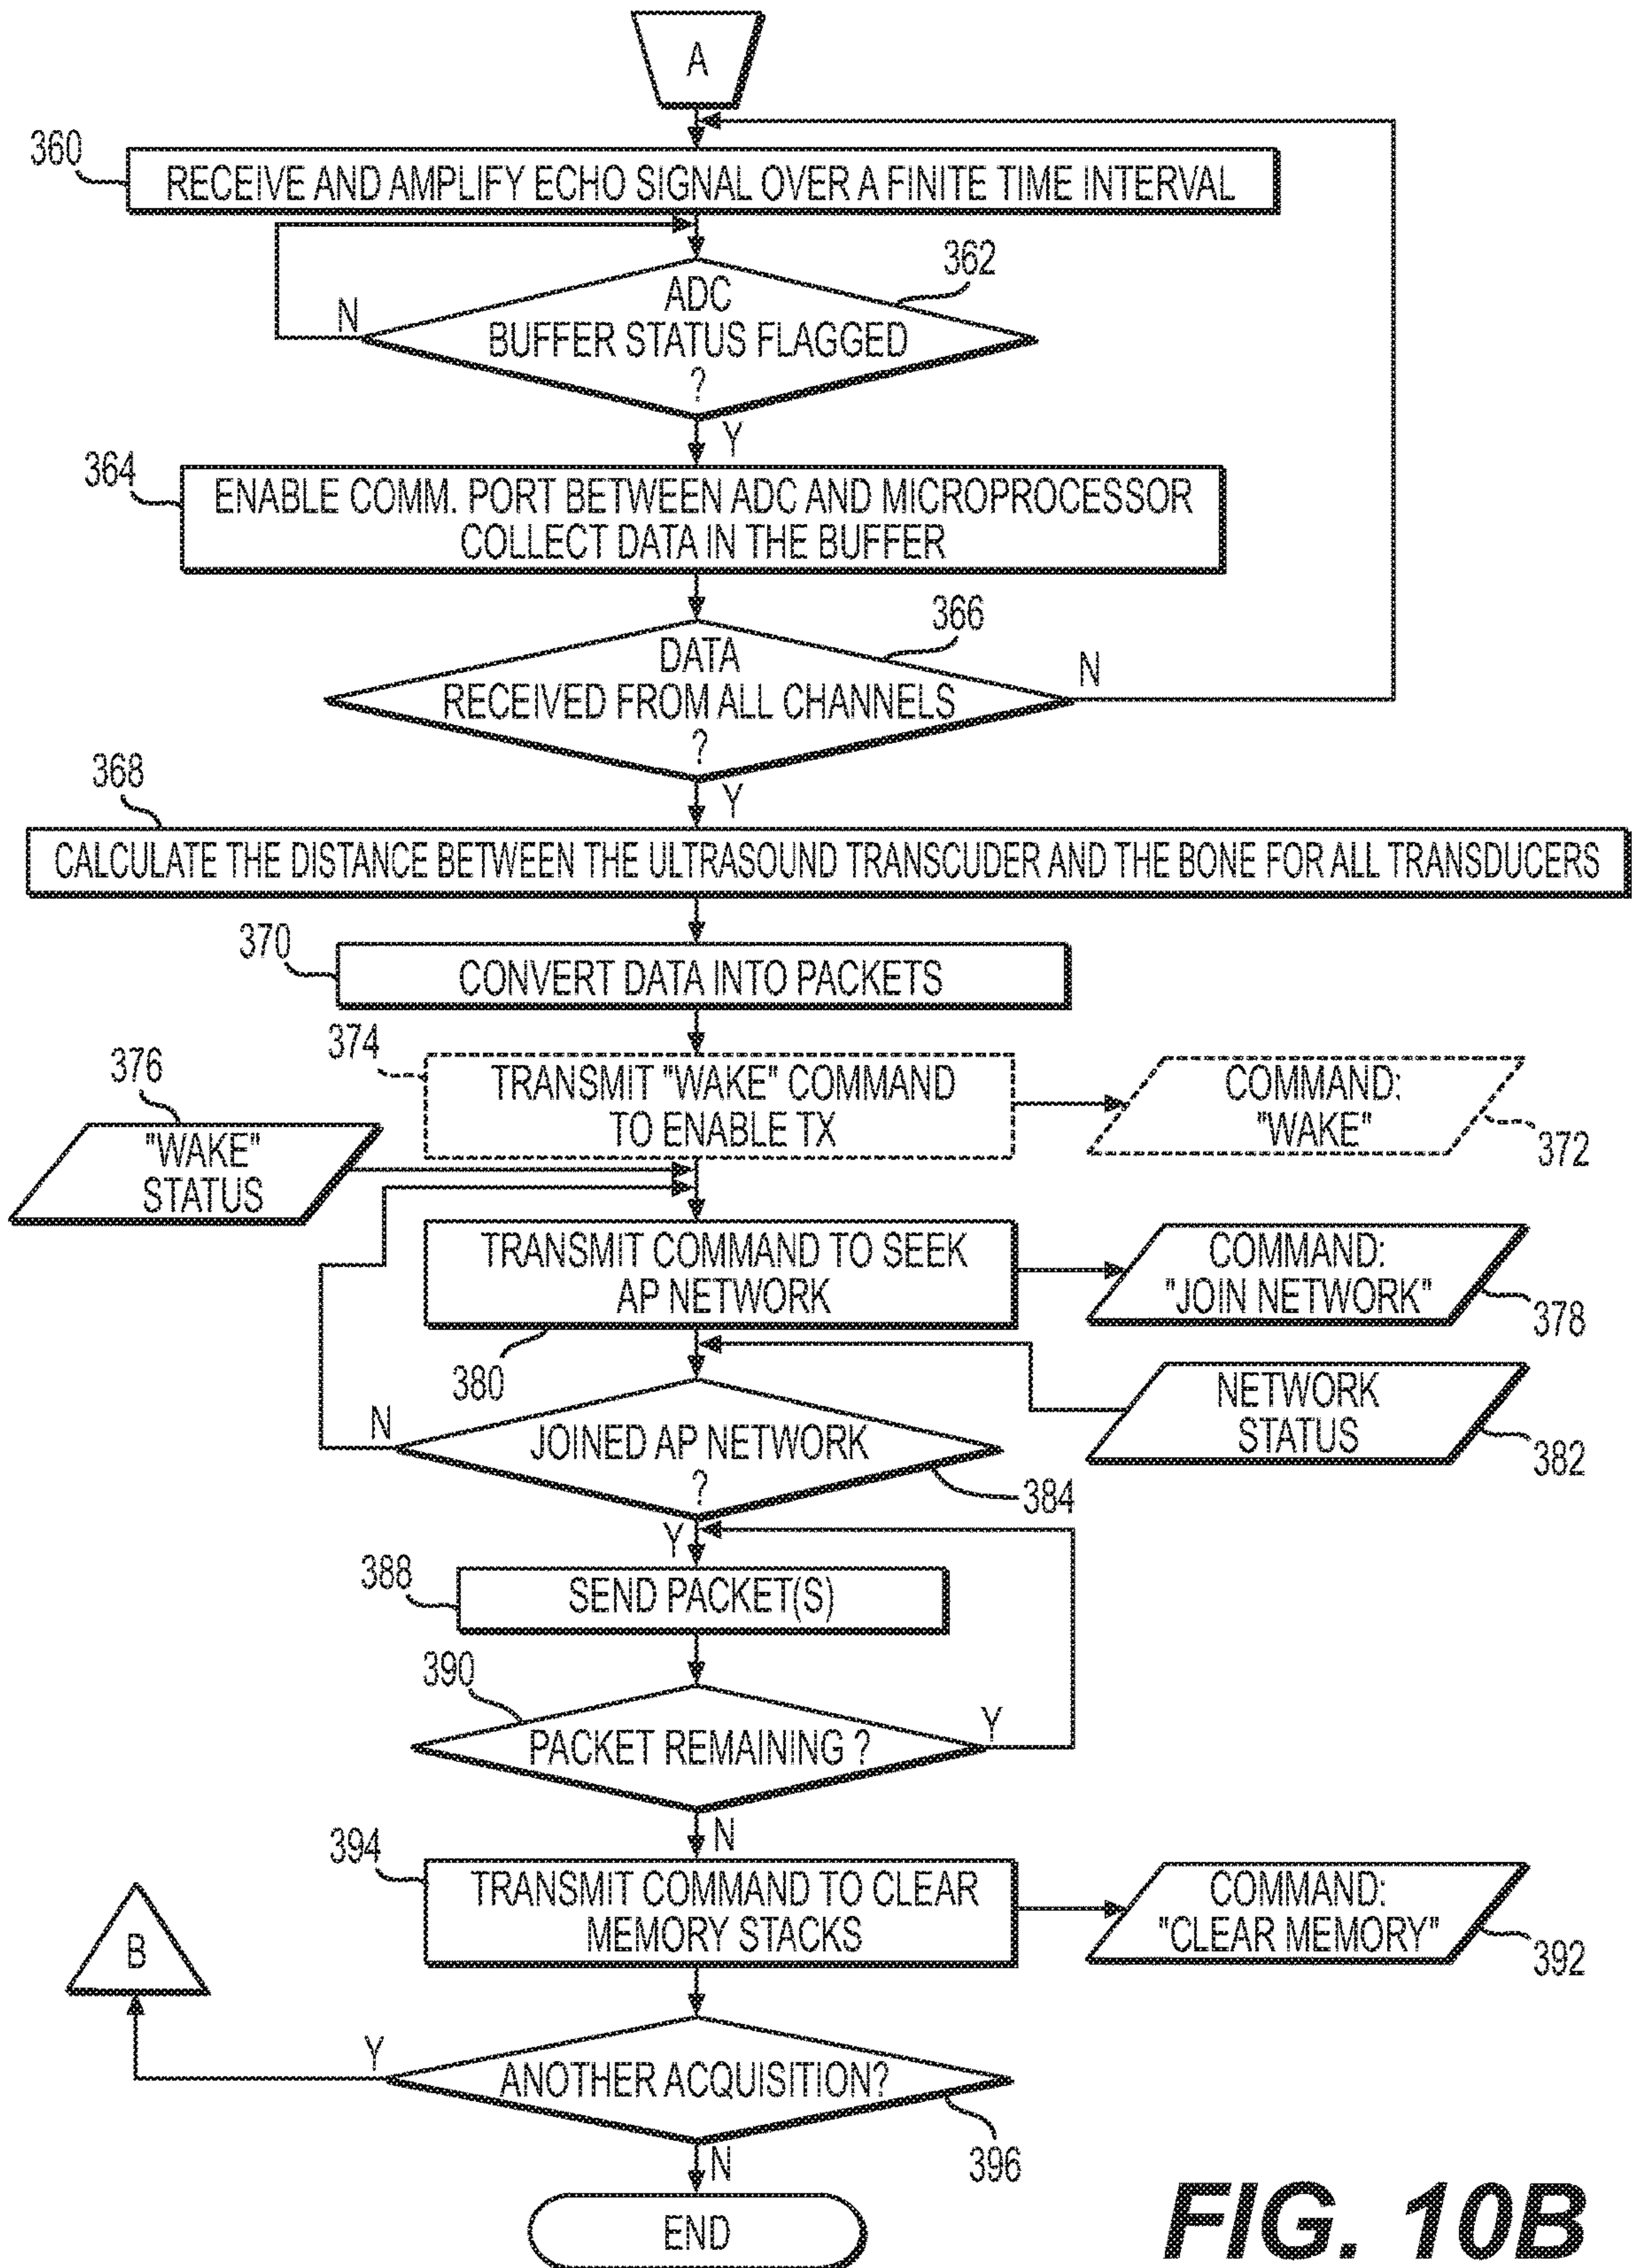 A
360
RECEIVE AND AMPLIFY ECHO SIGNAL OVER A FINITE TIME INTERVAL
362
ADC
N
BUFFER STATUS FLAGGED
?
Y
364
ENABLE COMM. PORT BETWEEN ADC AND MICROPROCESSOR
COLLECT DATA IN THE BUFFER
366
DATA
N
RECEIVED FROM ALL CHANNELS
?
368
Y
CALCULATE THE DISTANCE BETWEEN THE ULTRASOUND TRANSCUDER AND THE BONE FOR ALL TRANSDUCERS
370
CONVERT DATA INTO PACKETS
374
376
TRANSMIT "WAKE" COMMAND
TO ENABLE TX
COMMAND:
"WAKE"
372
"WAKE"
STATUS
TRANSMIT COMMAND TO SEEK
AP NETWORK
COMMAND:
"JOIN NETWORK"
378
380
NETWORK
STATUS
382
N
JOINED AP NETWORK
?
384
Y
388
SEND PACKET(S)
390
Y
PACKET REMAINING ?
N
394
TRANSMIT COMMAND TO CLEAR
MEMORY STACKS
COMMAND:
"CLEAR MEMORY"
392
B
Y
ANOTHER ACQUISITION?
396
N
END
FIG. 10B